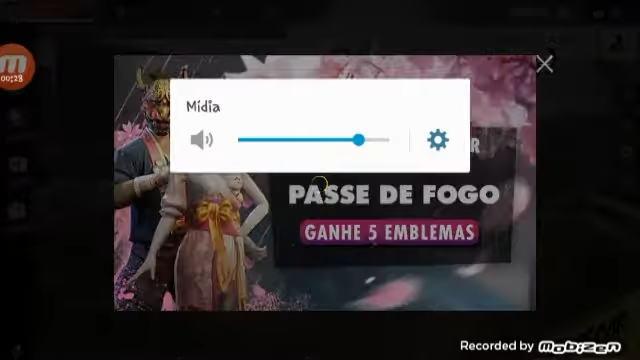 00:28
Mídia
R
PASSE DE FOGO
GANHE 5 EMBLEMAS
Recorded by Mobizen